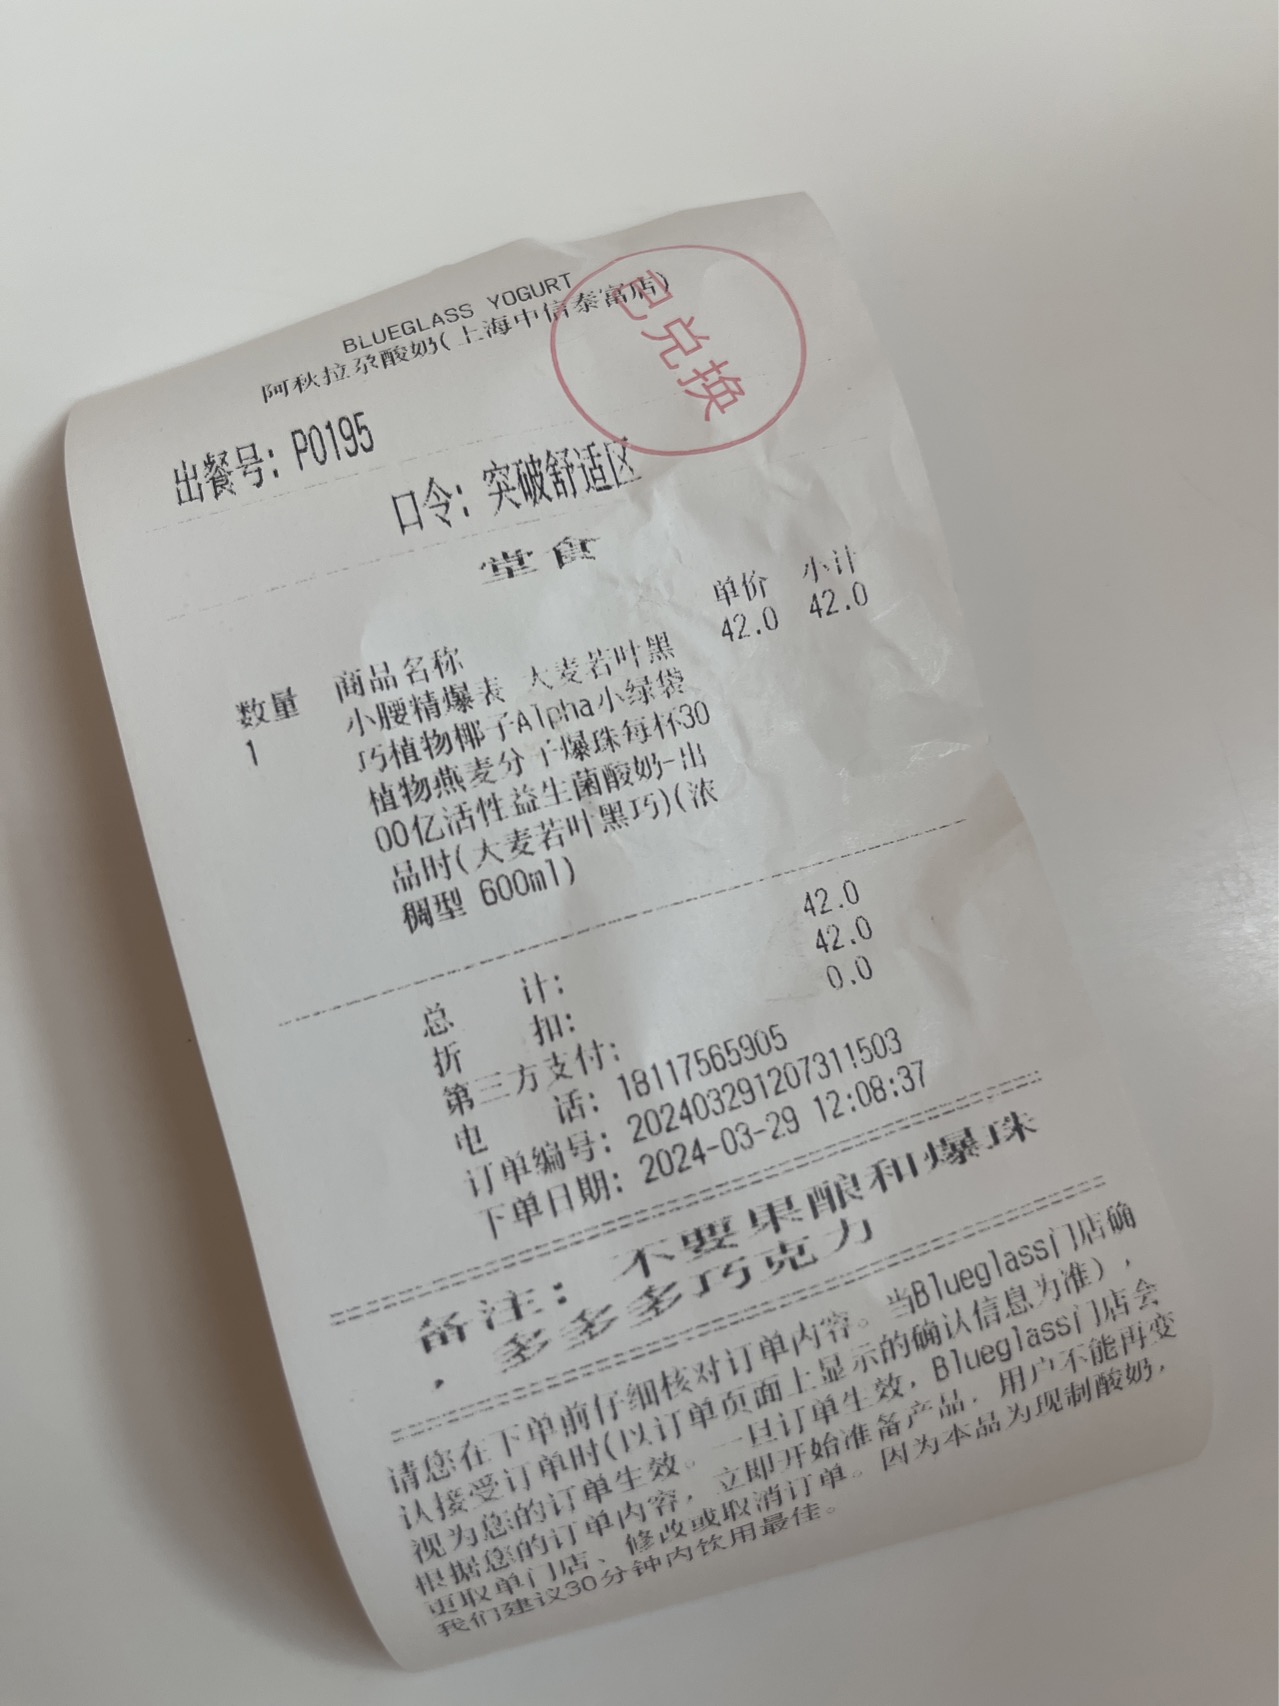 BLUEGLASS YOGURT
阿秋拉尕酸奶(上海中信泰富店)
已兑换
出餐号: P0195
口令: 突破舒适区
堂食
数量 商品名称 单价 小计
1 小腰精爆表 大麦若叶黑 42.0 42.0
巧植物椰子Alpha小绿袋
植物燕麦分子爆珠每杯30
00亿活性益生菌酸奶-出
品时(大麦若叶黑巧)(浓
稠型 600ml)
总计: 42.0
折扣: 42.0
第三方支付: 0.0
电话: 18117565905
订单编号: 2024032912073111503
下单日期: 2024-03-29 12:08:37
备注: 不要果酿和爆珠
, 多多多巧克力
请您在下单前仔细核对订单内容。当Blueglass门店确
认接受订单时(以订单页面上显示的确认信息为准),
视为您的订单生效。一旦订单生效, Blueglass门店会
根据您的订单内容, 立即开始准备产品, 用户不能再变
更取单门店、修改或取消订单。因为本品为现制酸奶,
我们建议30分钟内饮用最佳。